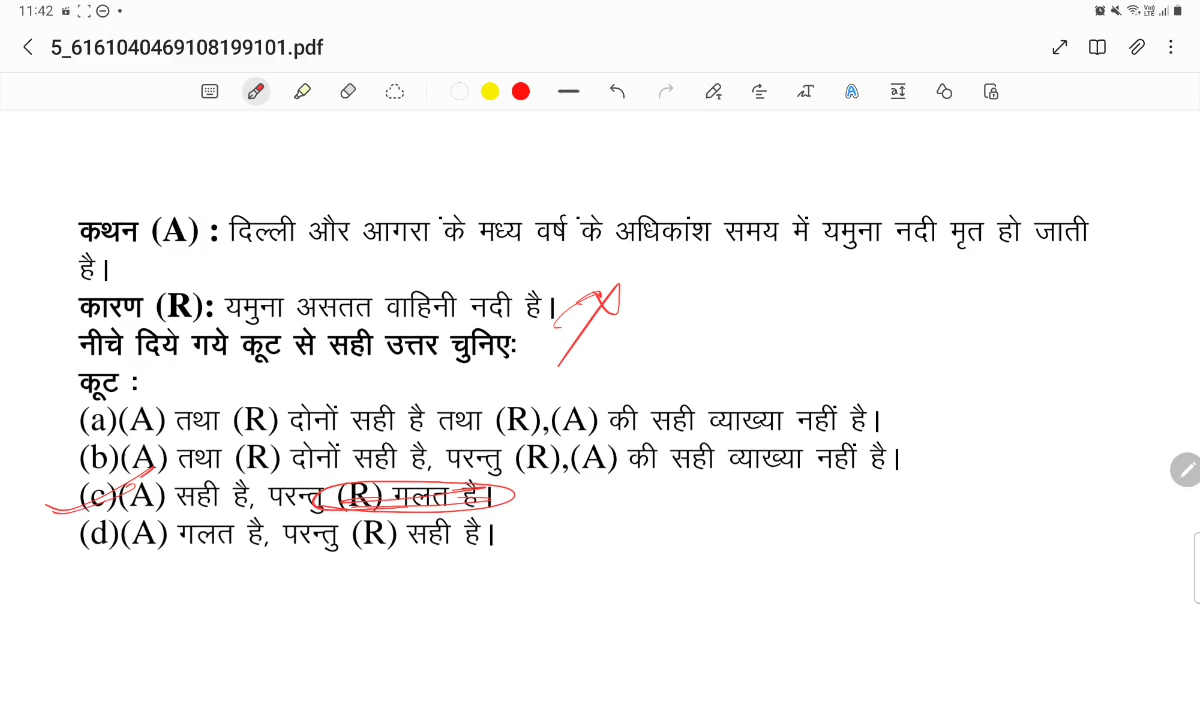 11:42
5_6161040469108199101.pdf
कथन (A) : दिल्ली और आगरा के मध्य वर्ष के अधिकांश समय में यमुना नदी मृत हो जाती
है।
कारण (R): यमुना असतत वाहिनी नदी है।
नीचे दिये गये कूट से सही उत्तर चुनिए:
कूट :
(a)(A) तथा (R) दोनों सही है तथा (R),(A) की सही व्याख्या नहीं है।
(b)(A) तथा (R) दोनों सही है, परन्तु (R),(A) की सही व्याख्या नहीं है।
(c)(A) सही है, परन्तु (R) गलत है।
(d)(A) गलत है, परन्तु (R) सही है।